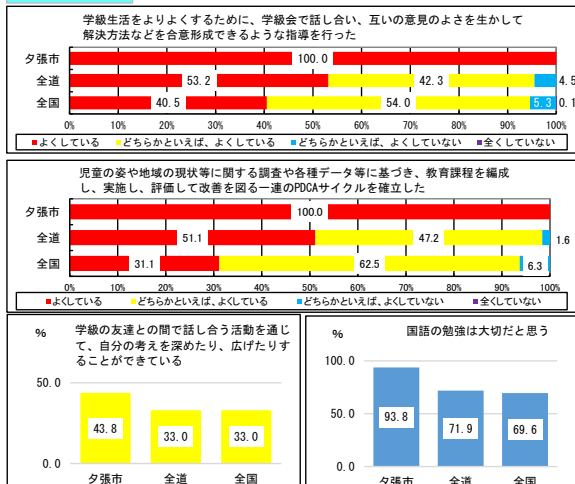 学級生活をよりよくするために、学級会で話し合い、互いの意見のよさを生かして
解決方法などを合意形成できるような指導を行った
夕張市
100.0
全道
53.2
42.3
4.5
全国
40.5
54.0
5.3
0.1
0% 10% 20% 30% 40% 50% 60% 70% 80% 90% 100%
よくしている どちらかといえば、よくしている どちらかといえば、よくしていない 全くしていない
児童の姿や地域の現状等に関する調査や各種データ等に基づき、教育課程を編成
し、実施し、評価して改善を図る一連のPDCAサイクルを確立した
夕張市
100.0
全道
51.1
47.2
1.6
全国
31.1
62.5
6.3
0% 10% 20% 30% 40% 50% 60% 70% 80% 90% 100%
よくしている どちらかといえば、よくしている どちらかといえば、よくしていない 全くしていない
%
学級の友達との間で話し合う活動を通じ
て、自分の考えを深めたり、広げたりす
ることができている
50.0
0.0
43.8
33.0
33.0
夕張市 全道 全国
%
国語の勉強は大切だと思う
100.0
50.0
0.0
93.8
71.9
69.6
夕張市 全道 全国